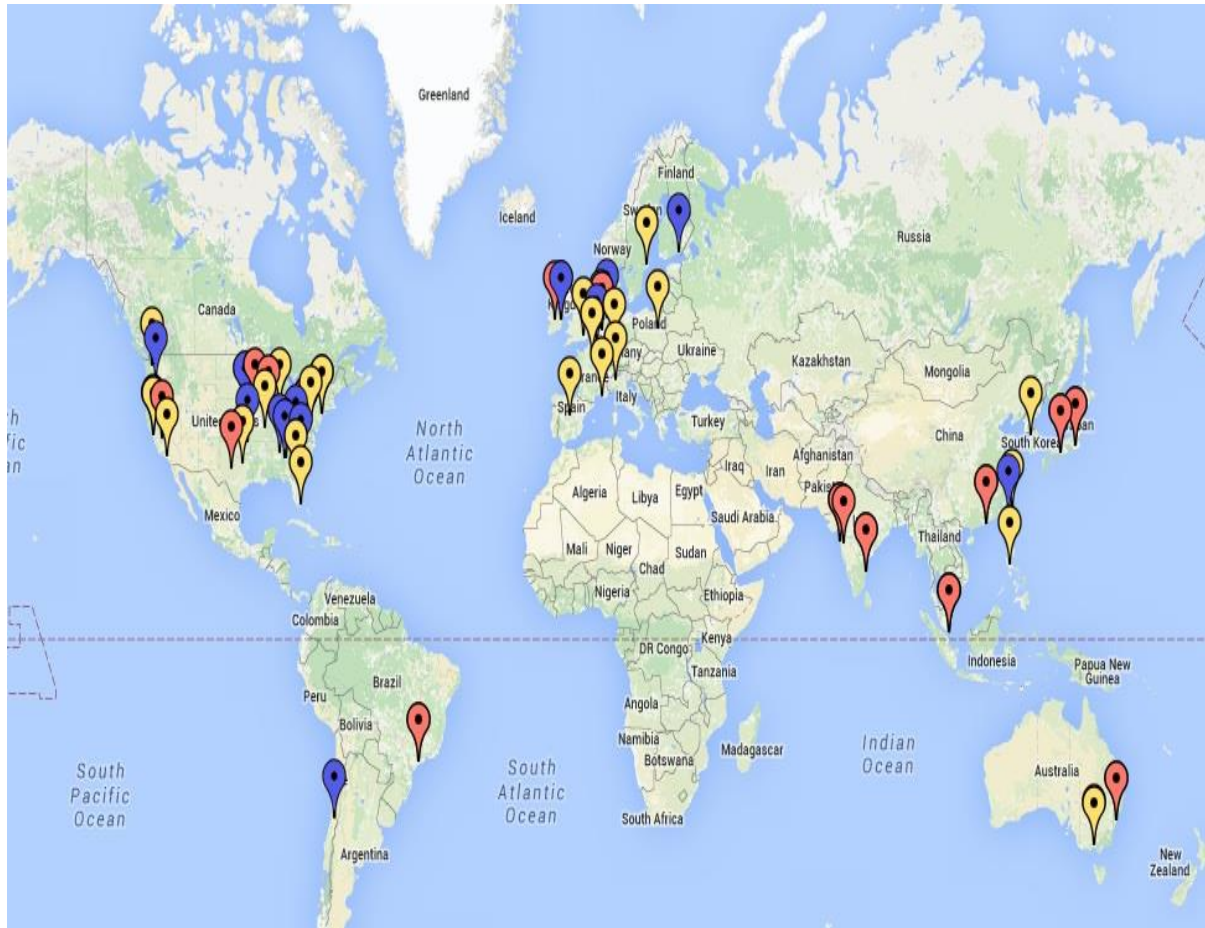 Greenland
Iceland
Finland
Norway
Russia
Canada
Poland
Ukraine
Kazakhstan
Mongolia
Italy
Spain
Turkey
China
South Korea
North
Atlantic
Ocean
Afghanistan
Iraq
Iran
Algeria
Libya
Egypt
Saudi Arabia
Mexico
Mali
Niger
Chad
Sudan
Thailand
Nigeria
Ethiopia
Venezuela
Colombia
DR Congo
Kenya
Tanzania
Indonesia
Papua New
Guinea
Peru
Brazil
Bolivia
Angola
Namibia
Botswana
Madagascar
Indian
Ocean
South
Pacific
Ocean
South
Atlantic
Ocean
Australia
South Africa
Argentina
New
Zealand